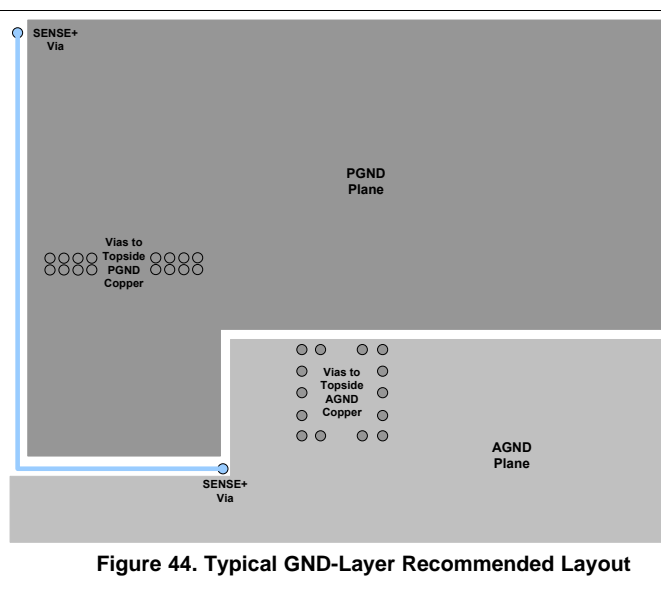 SENSE+
Via
PGND
Plane
Vias to
Topside
PGND
Copper
Vias to
Topside
AGND
Copper
AGND
Plane
SENSE+
Via
Figure 44. Typical GND-Layer Recommended Layout